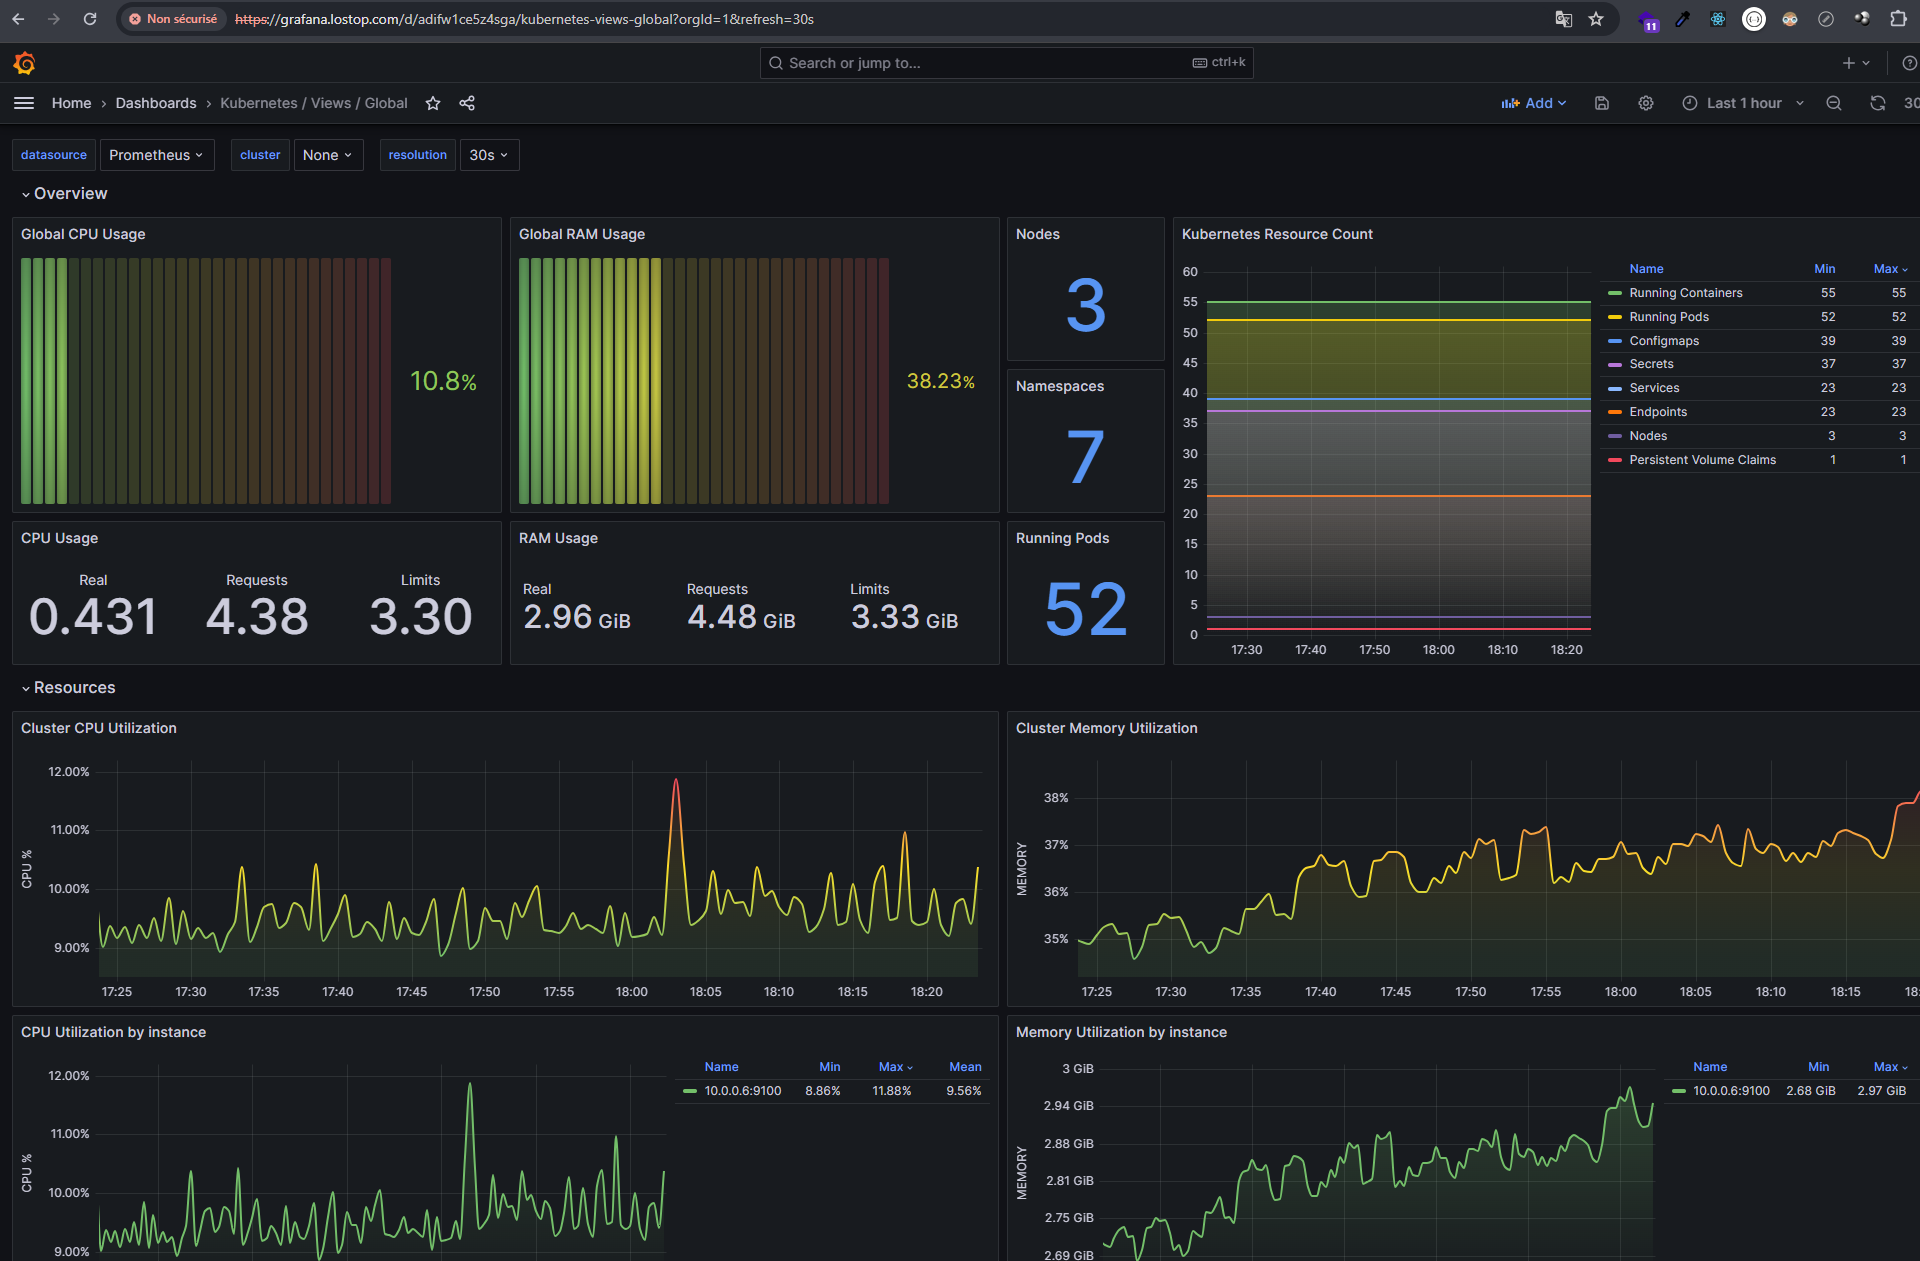 Non sécurisé
https://grafana.lostop.com/d/adifw1ce5z4sga/kubernetes-views-global?orgId=1&refresh=30s
11
Search or jump to...
ctrl+k
Home › Dashboards › Kubernetes / Views / Global
Add
Last 1 hour
30
datasource Prometheus cluster None resolution 30s
Overview
Global CPU Usage
10.8%
Global RAM Usage
38.23%
Nodes
3
Namespaces
7
Kubernetes Resource Count
60
55
50
45
40
35
30
25
20
15
10
5
0
17:30 17:40 17:50 18:00 18:10 18:20
Name Min Max
Running Containers 55 55
Running Pods 52 52
Configmaps 39 39
Secrets 37 37
Services 23 23
Endpoints 23 23
Nodes 3 3
Persistent Volume Claims 1 1
CPU Usage
Real Requests Limits
0.431 4.38 3.30
RAM Usage
Real Requests Limits
2.96 GiB 4.48 GiB 3.33 GiB
Running Pods
52
Resources
Cluster CPU Utilization
CPU %
12.00%
11.00%
10.00%
9.00%
17:25 17:30 17:35 17:40 17:45 17:50 17:55 18:00 18:05 18:10 18:15 18:20
Cluster Memory Utilization
MEMORY
38%
37%
36%
35%
17:25 17:30 17:35 17:40 17:45 17:50 17:55 18:00 18:05 18:10 18:15 18:
CPU Utilization by instance
CPU %
12.00%
11.00%
10.00%
9.00%
Name Min Max Mean
10.0.0.6:9100 8.86% 11.88% 9.56%
Memory Utilization by instance
MEMORY
3 GiB
2.94 GiB
2.88 GiB
2.81 GiB
2.75 GiB
2.69 GiB
Name Min Max
10.0.0.6:9100 2.68 GiB 2.97 GiB